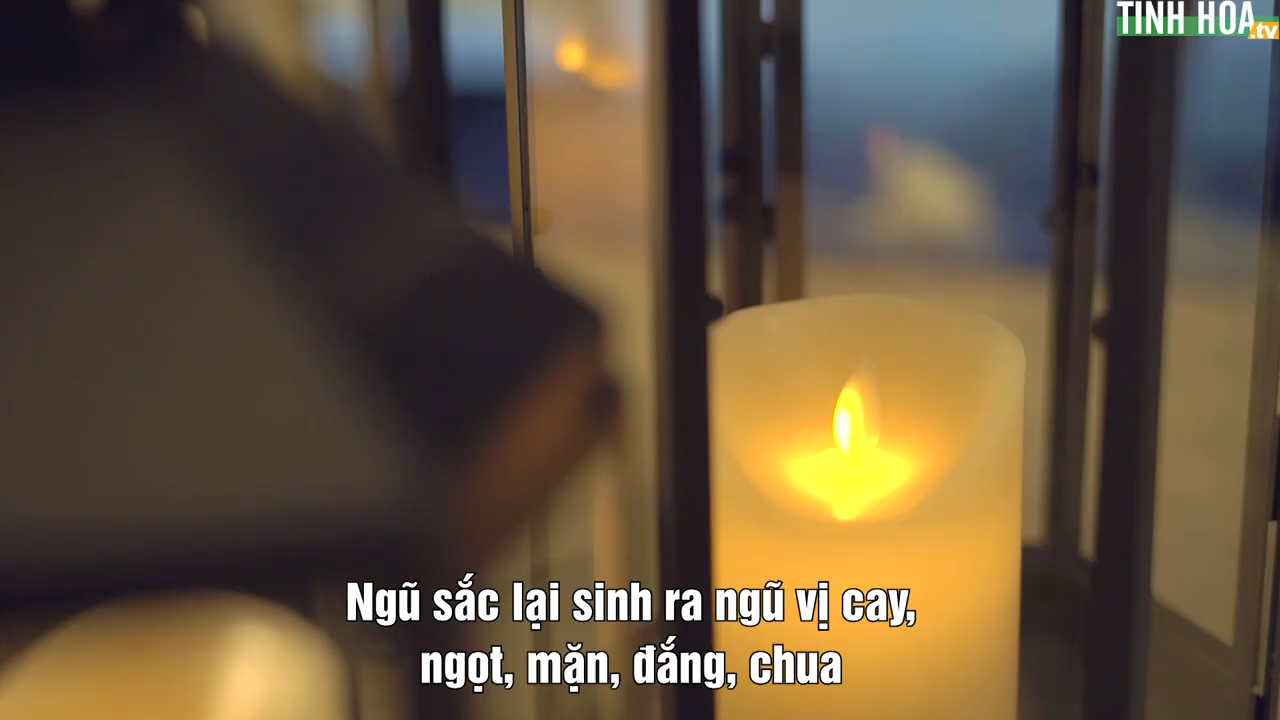 TINH HOA
.tv
Ngũ sắc lại sinh ra ngũ vị cay,
ngọt, mặn, đắng, chua